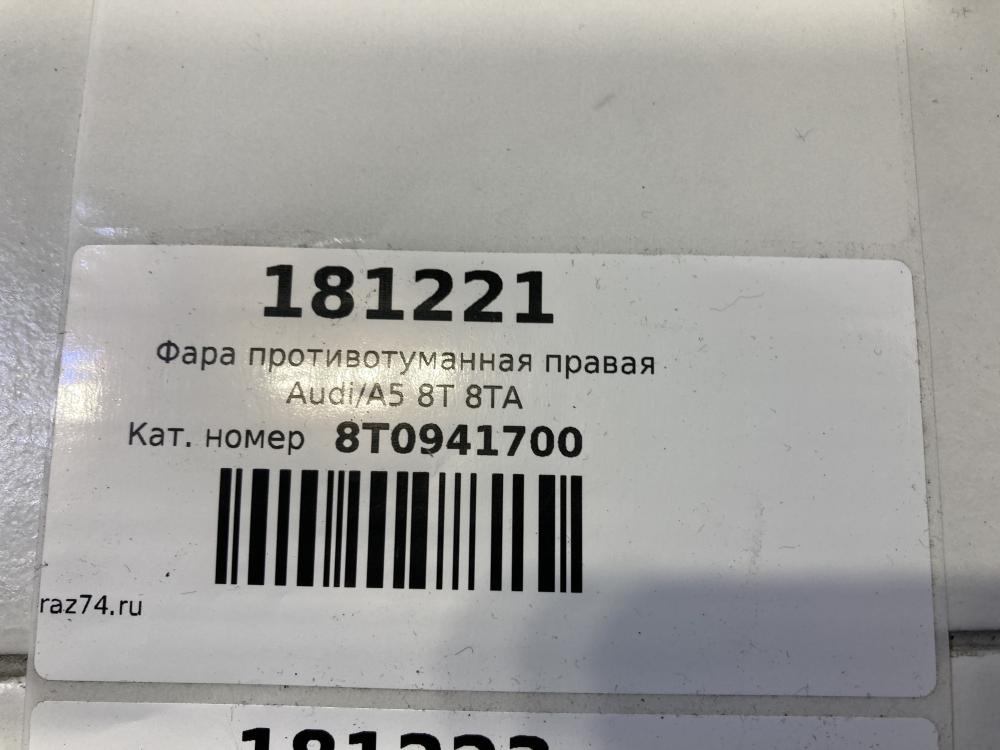 181221
Фара противотуманная правая
Audi/A5 8T 8TA
Кат. номер 8T0941700
raz74.ru